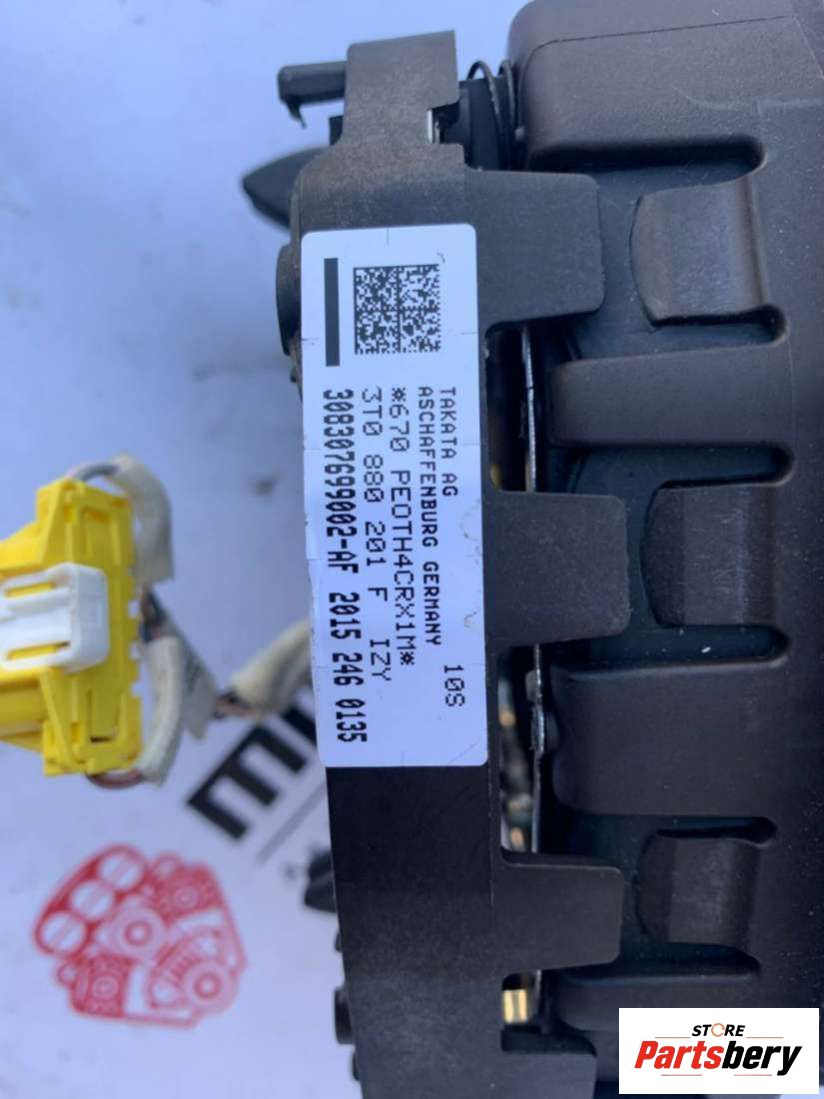 TAKATA AG
ASCHAFFENBURG GERMANY 10S
*670 PEOTH4CRX1M*
3T0 880 201 F IZY
308307699002-AF 2015 246 0135
STORE
Partsbery